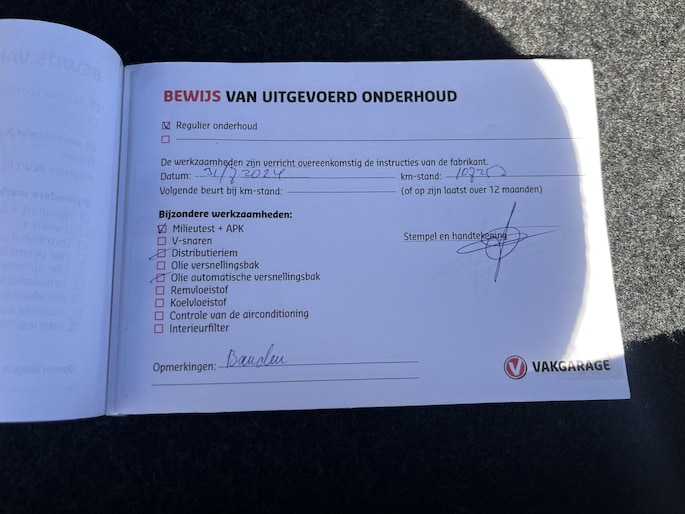 BEWIJS VAN UITGEVOERD ONDERHOUD
Regulier onderhoud
De werkzaamheden zijn verricht overeenkomstig de instructies van de fabrikant.
Datum: 31/7 2024 km-stand:
Volgende beurt bij km-stand: (of op zijn laatst over 12 maanden)
Bijzondere werkzaamheden:
Milieutest + APK
V-snaren
Stempel en handtekening
Distributieriem
Olie versnellingsbak
Olie automatische versnellingsbak
Remvloeistof
Koelvloeistof
Controle van de airconditioning
Interieurfilter
Opmerkingen: Banden
V VAKGARAGE